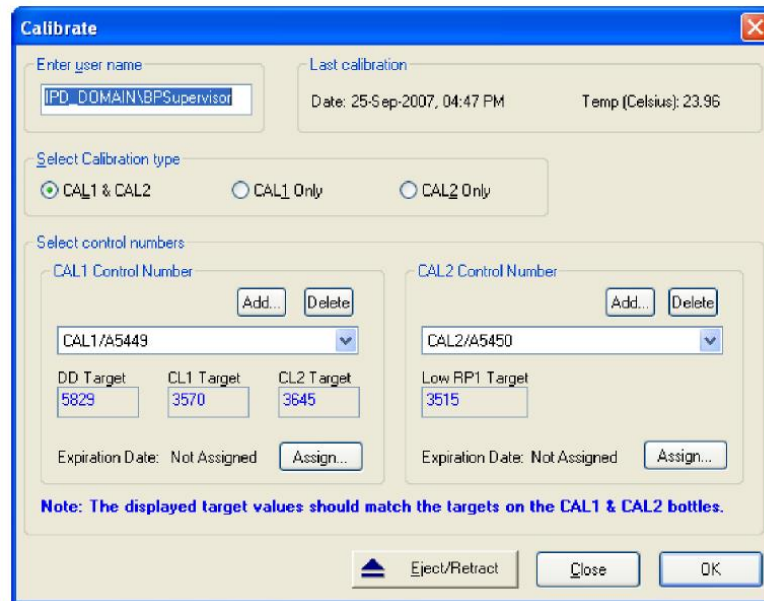 Calibrate
Enter user name
IPD_DOMAIN\BPSupervisor
Last calibration
Date: 25-Sep-2007, 04:47 PM
Temp (Celsius): 23.96
Select Calibration type
CAL1 & CAL2
CAL1 Only
CAL2 Only
Select control numbers
CAL1 Control Number
Add...
Delete
CAL1/A5449
DD Target
CL1 Target
CL2 Target
5829
3570
3645
Expiration Date: Not Assigned
Assign...
CAL2 Control Number
Add...
Delete
CAL2/A5450
Low RP1 Target
3515
Expiration Date: Not Assigned
Assign...
Note: The displayed target values should match the targets on the CAL1 & CAL2 bottles.
Eject/Retract
Close
OK